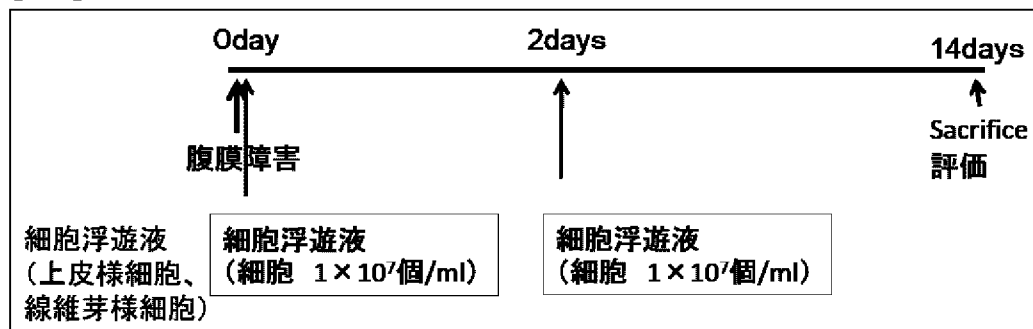 0day 2days 14days
腹膜障害
Sacrifice
評価
細胞浮遊液
(上皮様細胞、
線維芽様細胞)
細胞浮遊液
(細胞 1×10⁷個/ml)
細胞浮遊液
(細胞 1×10⁷個/ml)